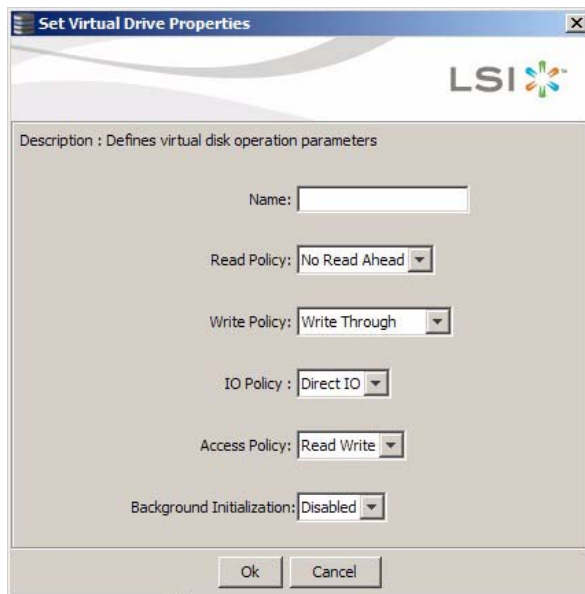 Set Virtual Drive Properties
LSI
Description : Defines virtual disk operation parameters
Name:
Read Policy: No Read Ahead
Write Policy: Write Through
IO Policy : Direct IO
Access Policy: Read Write
Background Initialization: Disabled
Ok Cancel